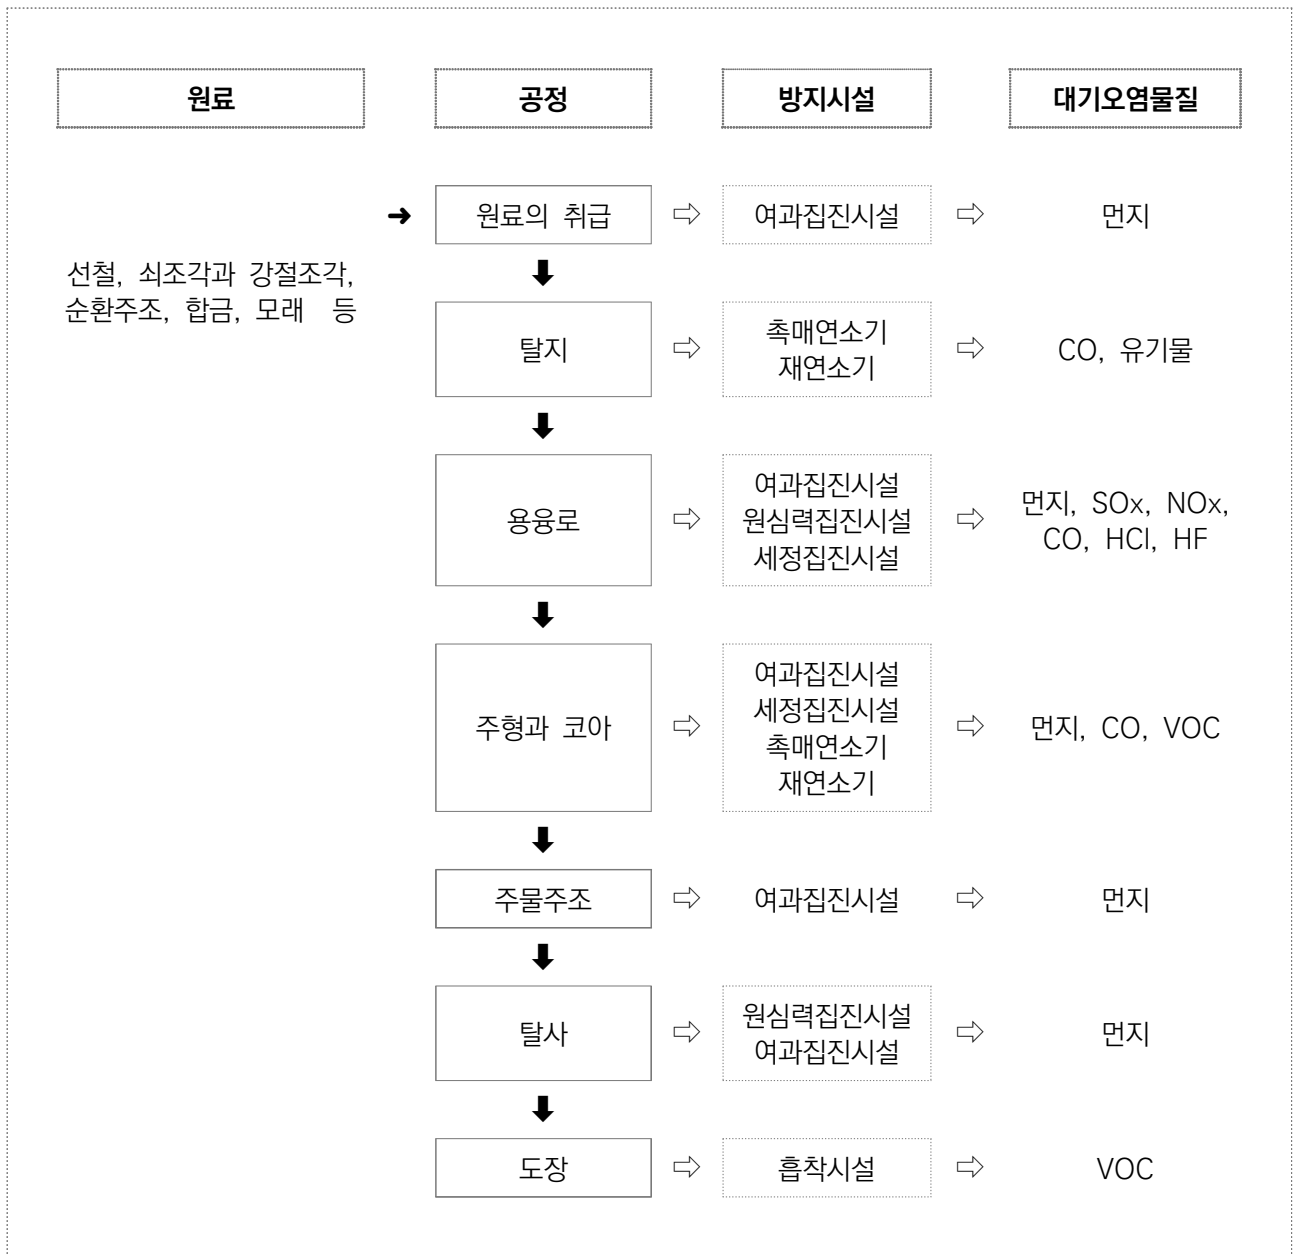 원료 공정 방지시설 대기오염물질
➜ 원료의 취급 ⇨ 여과집진시설 ⇨ 먼지
선철, 쇠조각과 강절조각,
순환주조, 합금, 모래 등
탈지 ⇨ 촉매연소기
재연소기 ⇨ CO, 유기물
용융로 ⇨ 여과집진시설
원심력집진시설
세정집진시설 ⇨ 먼지, SOx, NOx,
CO, HCl, HF
주형과 코아 ⇨ 여과집진시설
세정집진시설
촉매연소기
재연소기 ⇨ 먼지, CO, VOC
주물주조 ⇨ 여과집진시설 ⇨ 먼지
탈사 ⇨ 원심력집진시설
여과집진시설 ⇨ 먼지
도장 ⇨ 흡착시설 ⇨ VOC